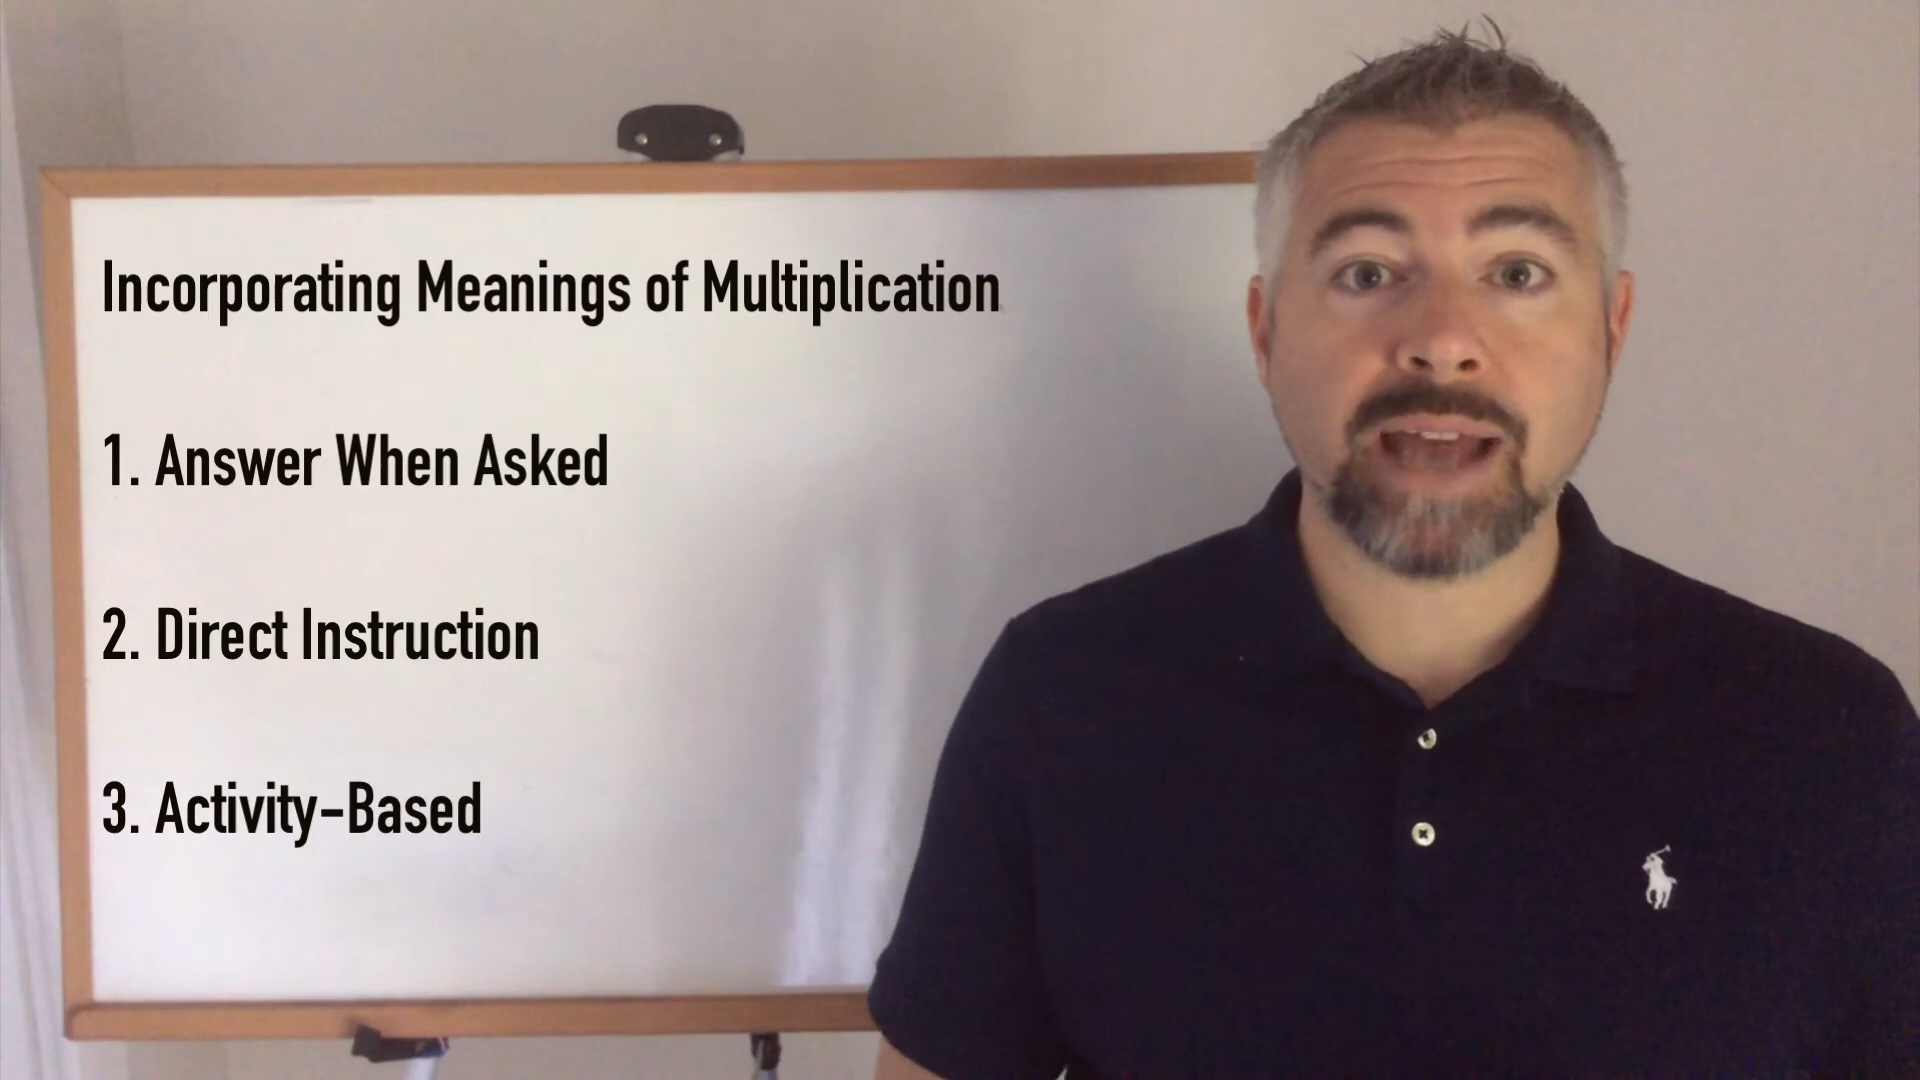 Incorporating Meanings of Multiplication
1. Answer When Asked
2. Direct Instruction
3. Activity-Based